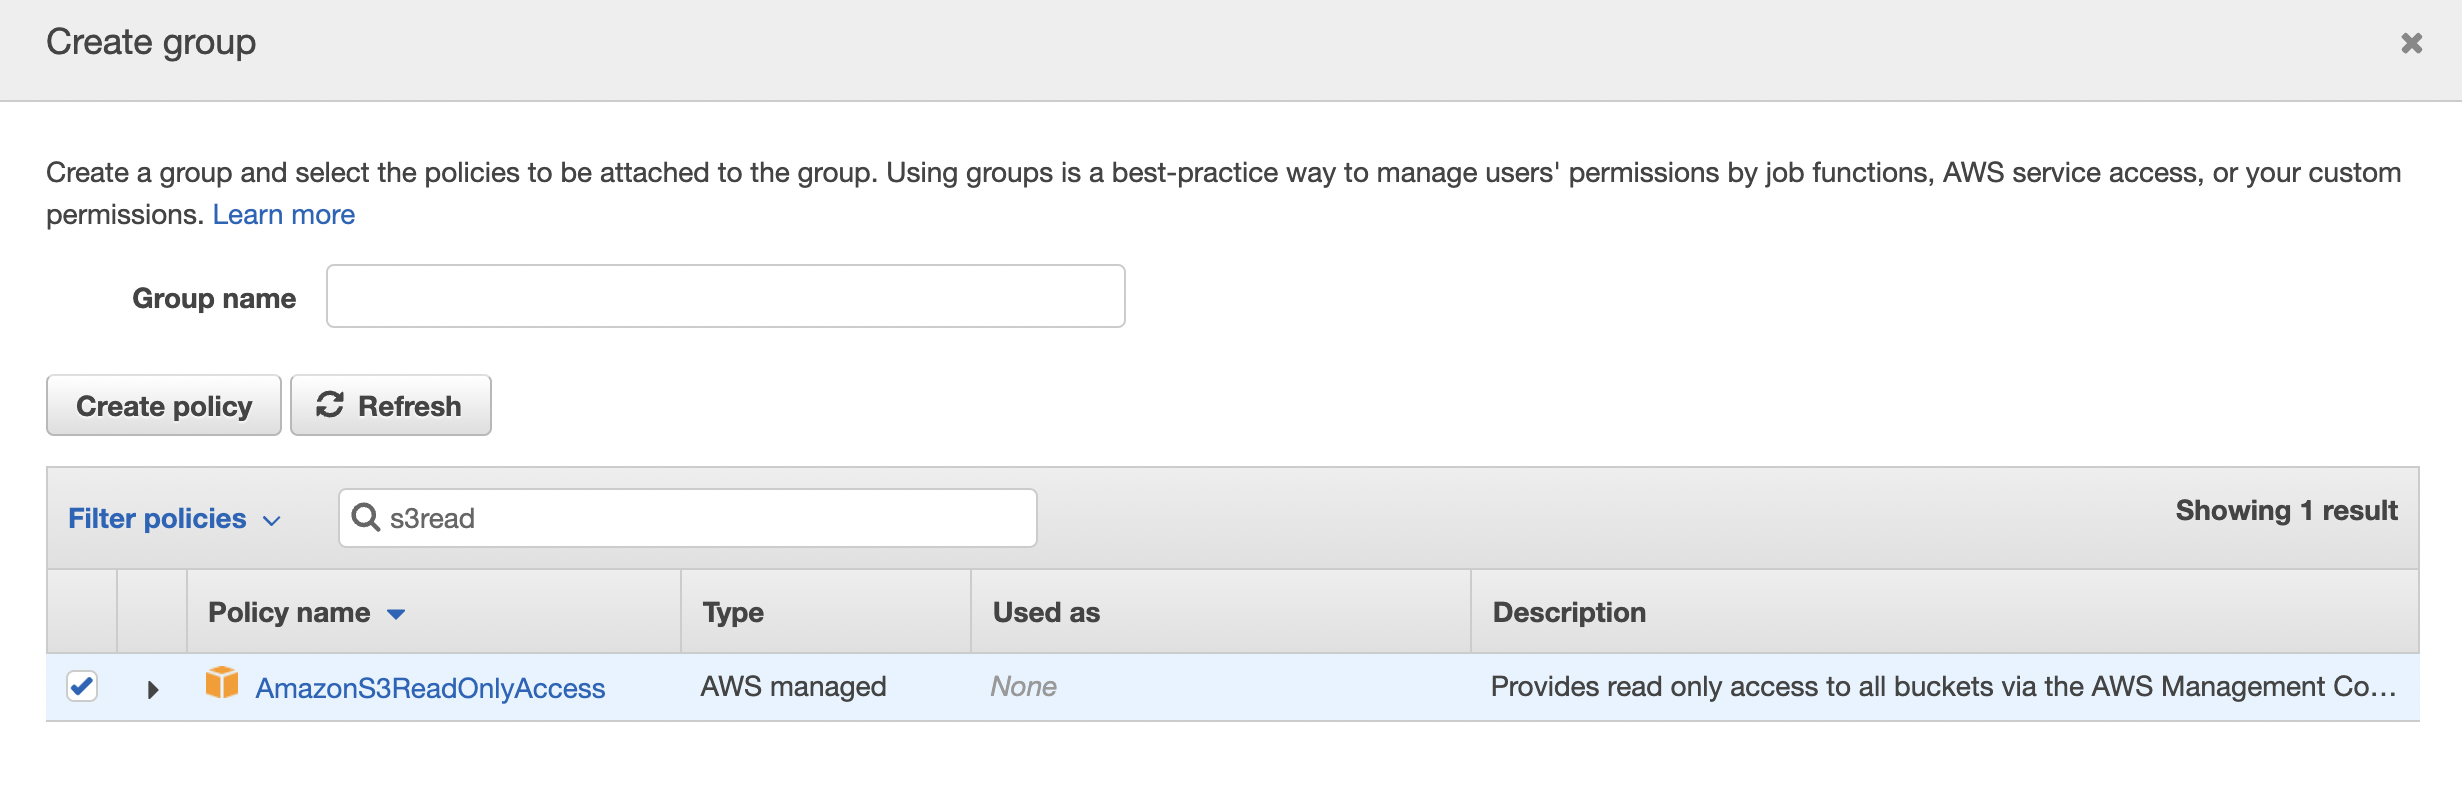 Create group
Create a group and select the policies to be attached to the group. Using groups is a best-practice way to manage users' permissions by job functions, AWS service access, or your custom
permissions. Learn more
Group name
Create policy Refresh
Filter policies s3read Showing 1 result
Policy name Type Used as Description
AmazonS3ReadOnlyAccess AWS managed None Provides read only access to all buckets via the AWS Management Co...